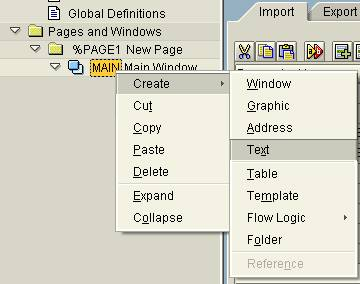 Global Definitions
Import
Export
Pages and Windows
%PAGE1 New Page
MAIN Main Window
Create
Cut
Copy
Paste
Delete
Expand
Collapse
Window
Graphic
Address
Text
Table
Template
Flow Logic
Folder
Reference